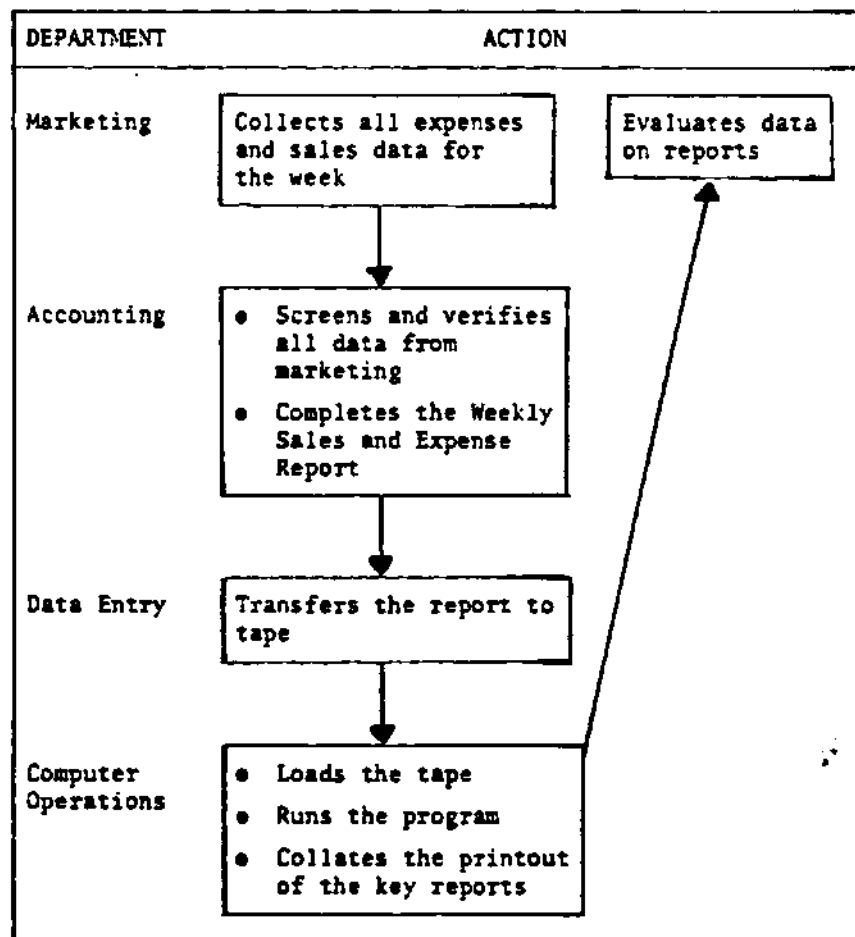 DEPARTMENT ACTION
Marketing
Collects all expenses
and sales data for
the week
Evaluates data
on reports
Accounting
● Screens and verifies
all data from
marketing
● Completes the Weekly
Sales and Expense
Report
Data Entry
Transfers the report to
tape
Computer
Operations
● Loads the tape
● Runs the program
● Collates the printout
of the key reports